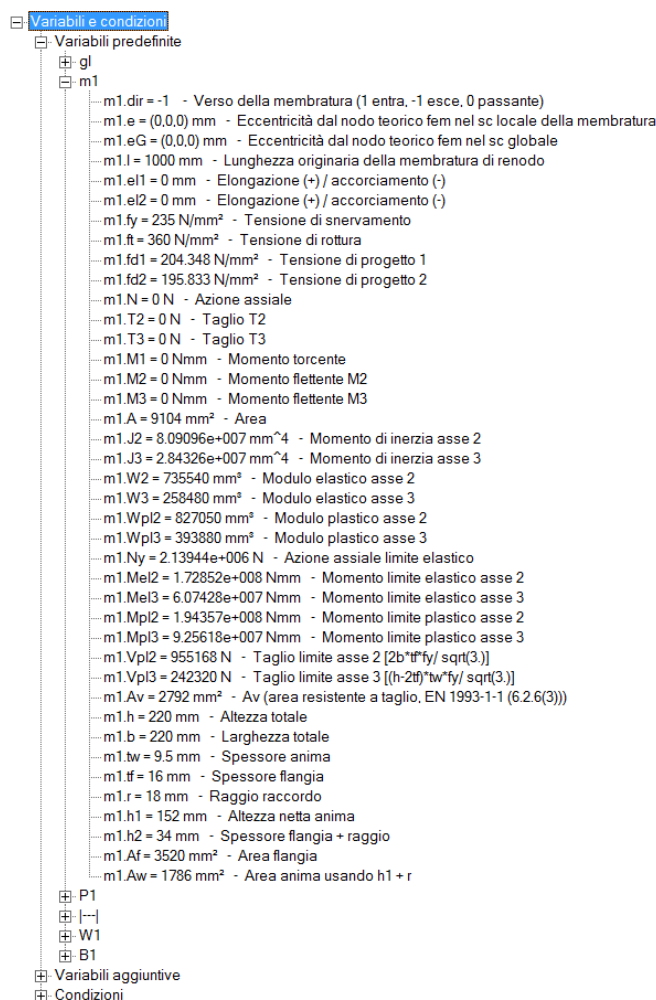 Variabili e condizioni
Variabili predefinite
gl
m1
m1.dir = -1 - Verso della membratura (1 entra, -1 esce, 0 passante)
m1.e = (0,0,0) mm - Eccentricità dal nodo teorico fem nel sc locale della membratura
m1.eG = (0,0,0) mm - Eccentricità dal nodo teorico fem nel sc globale
m1.l = 1000 mm - Lunghezza originaria della membratura di renodo
m1.el1 = 0 mm - Elongazione (+) / accorciamento (-)
m1.el2 = 0 mm - Elongazione (+) / accorciamento (-)
m1.fy = 235 N/mm² - Tensione di snervamento
m1.ft = 360 N/mm² - Tensione di rottura
m1.fd1 = 204.348 N/mm² - Tensione di progetto 1
m1.fd2 = 195.833 N/mm² - Tensione di progetto 2
m1.N = 0 N - Azione assiale
m1.T2 = 0 N - Taglio T2
m1.T3 = 0 N - Taglio T3
m1.M1 = 0 Nmm - Momento torcente
m1.M2 = 0 Nmm - Momento flettente M2
m1.M3 = 0 Nmm - Momento flettente M3
m1.A = 9104 mm² - Area
m1.J2 = 8.09096e+007 mm^4 - Momento di inerzia asse 2
m1.J3 = 2.84326e+007 mm^4 - Momento di inerzia asse 3
m1.W2 = 735540 mm³ - Modulo elastico asse 2
m1.W3 = 258480 mm³ - Modulo elastico asse 3
m1.Wpl2 = 827050 mm³ - Modulo plastico asse 2
m1.Wpl3 = 393880 mm³ - Modulo plastico asse 3
m1.Ny = 2.13944e+006 N - Azione assiale limite elastico
m1.Mel2 = 1.72852e+008 Nmm - Momento limite elastico asse 2
m1.Mel3 = 6.07428e+007 Nmm - Momento limite elastico asse 3
m1.Mpl2 = 1.94357e+008 Nmm - Momento limite plastico asse 2
m1.Mpl3 = 9.25618e+007 Nmm - Momento limite plastico asse 3
m1.Vpl2 = 955168 N - Taglio limite asse 2 [2b*tf*fy/ sqrt(3.)]
m1.Vpl3 = 242320 N - Taglio limite asse 3 [(h-2tf)*tw*fy/ sqrt(3.)]
m1.Av = 2792 mm² - Av (area resistente a taglio, EN 1993-1-1 (6.2.6(3)))
m1.h = 220 mm - Altezza totale
m1.b = 220 mm - Larghezza totale
m1.tw = 9.5 mm - Spessore anima
m1.tf = 16 mm - Spessore flangia
m1.r = 18 mm - Raggio raccordo
m1.h1 = 152 mm - Altezza netta anima
m1.h2 = 34 mm - Spessore flangia + raggio
m1.Af = 3520 mm² - Area flangia
m1.Aw = 1786 mm² - Area anima usando h1 + r
P1
|---|
W1
B1
Variabili aggiuntive
Condizioni